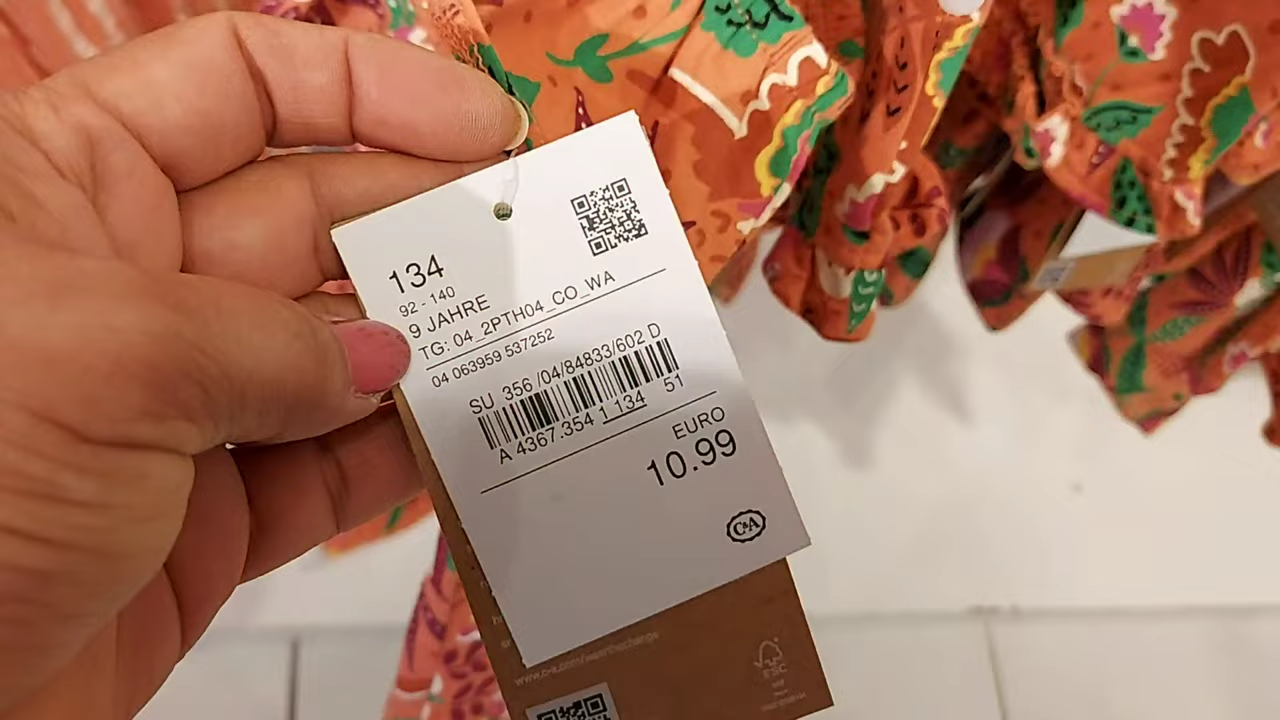 134
92 - 140
9 JAHRE
TG: 04_2PTH04_CO_WA
04 063959 537252
SU 356 /04/84833/602 D
A 4367.354 1 134 51
EURO
10.99
C&A
FSC